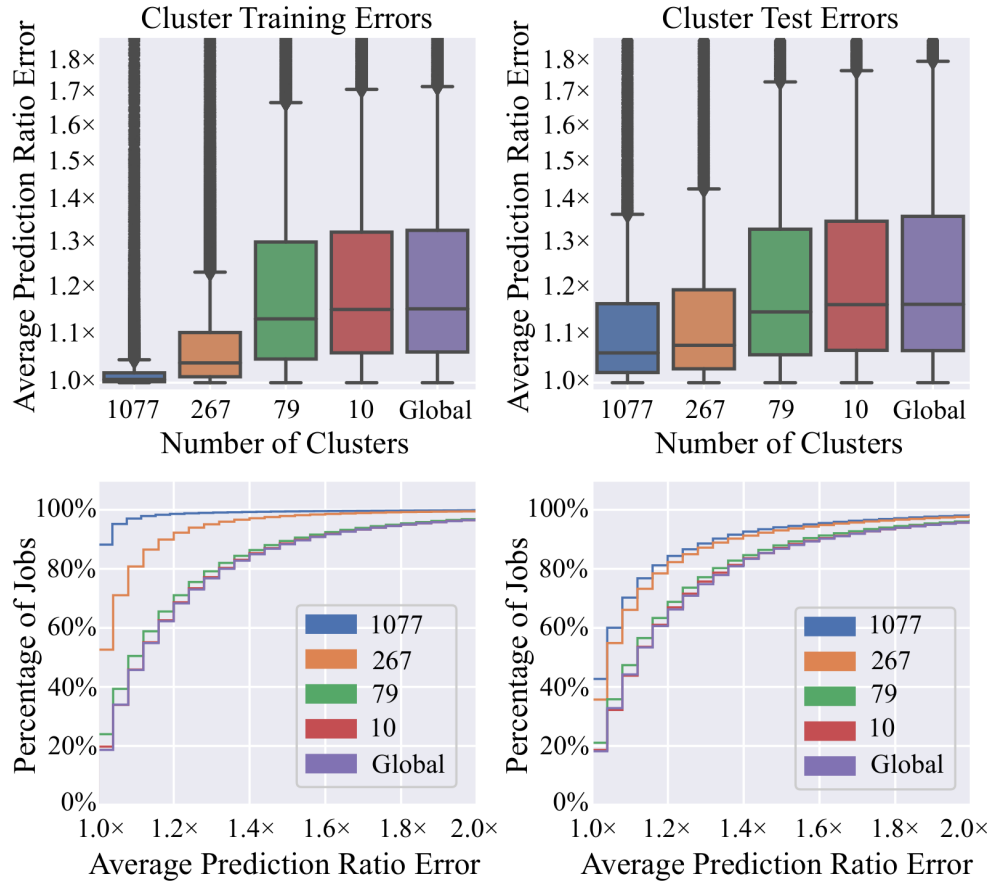 Cluster Training Errors
Average Prediction Ratio Error
1.8×
1.7×
1.6×
1.5×
1.4×
1.3×
1.2×
1.1×
1.0×
1077 267 79 10 Global
Number of Clusters
Cluster Test Errors
Average Prediction Ratio Error
1.8×
1.7×
1.6×
1.5×
1.4×
1.3×
1.2×
1.1×
1.0×
1077 267 79 10 Global
Number of Clusters
Percentage of Jobs
100%
80%
60%
40%
20%
0%
1077
267
79
10
Global
1.0× 1.2× 1.4× 1.6× 1.8× 2.0×
Average Prediction Ratio Error
Percentage of Jobs
100%
80%
60%
40%
20%
0%
1077
267
79
10
Global
1.0× 1.2× 1.4× 1.6× 1.8× 2.0×
Average Prediction Ratio Error